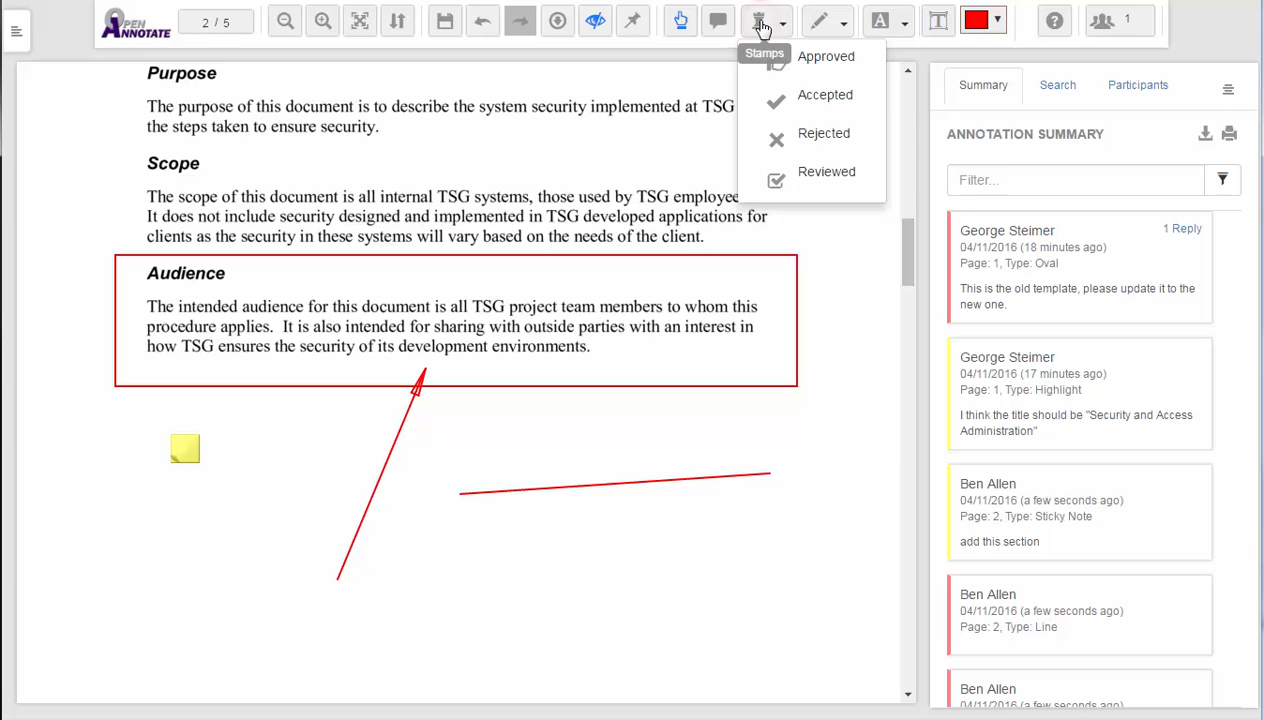 OPEN
ANNOTATE
2 / 5
A
T
?
1
Stamps
Approved
Accepted
Rejected
Reviewed
Purpose
The purpose of this document is to describe the system security implemented at TSG
the steps taken to ensure security.
Scope
The scope of this document is all internal TSG systems, those used by TSG employee
It does not include security designed and implemented in TSG developed applications for
clients as the security in these systems will vary based on the needs of the client.
Audience
The intended audience for this document is all TSG project team members to whom this
procedure applies. It is also intended for sharing with outside parties with an interest in
how TSG ensures the security of its development environments.
Summary
Search
Participants
ANNOTATION SUMMARY
Filter...
George Steimer
1 Reply
04/11/2016 (18 minutes ago)
Page: 1, Type: Oval
This is the old template, please update it to the
new one.
George Steimer
04/11/2016 (17 minutes ago)
Page: 1, Type: Highlight
I think the title should be "Security and Access
Administration"
Ben Allen
04/11/2016 (a few seconds ago)
Page: 2, Type: Sticky Note
add this section
Ben Allen
04/11/2016 (a few seconds ago)
Page: 2, Type: Line
Ben Allen
04/11/2016 (a few seconds ago)